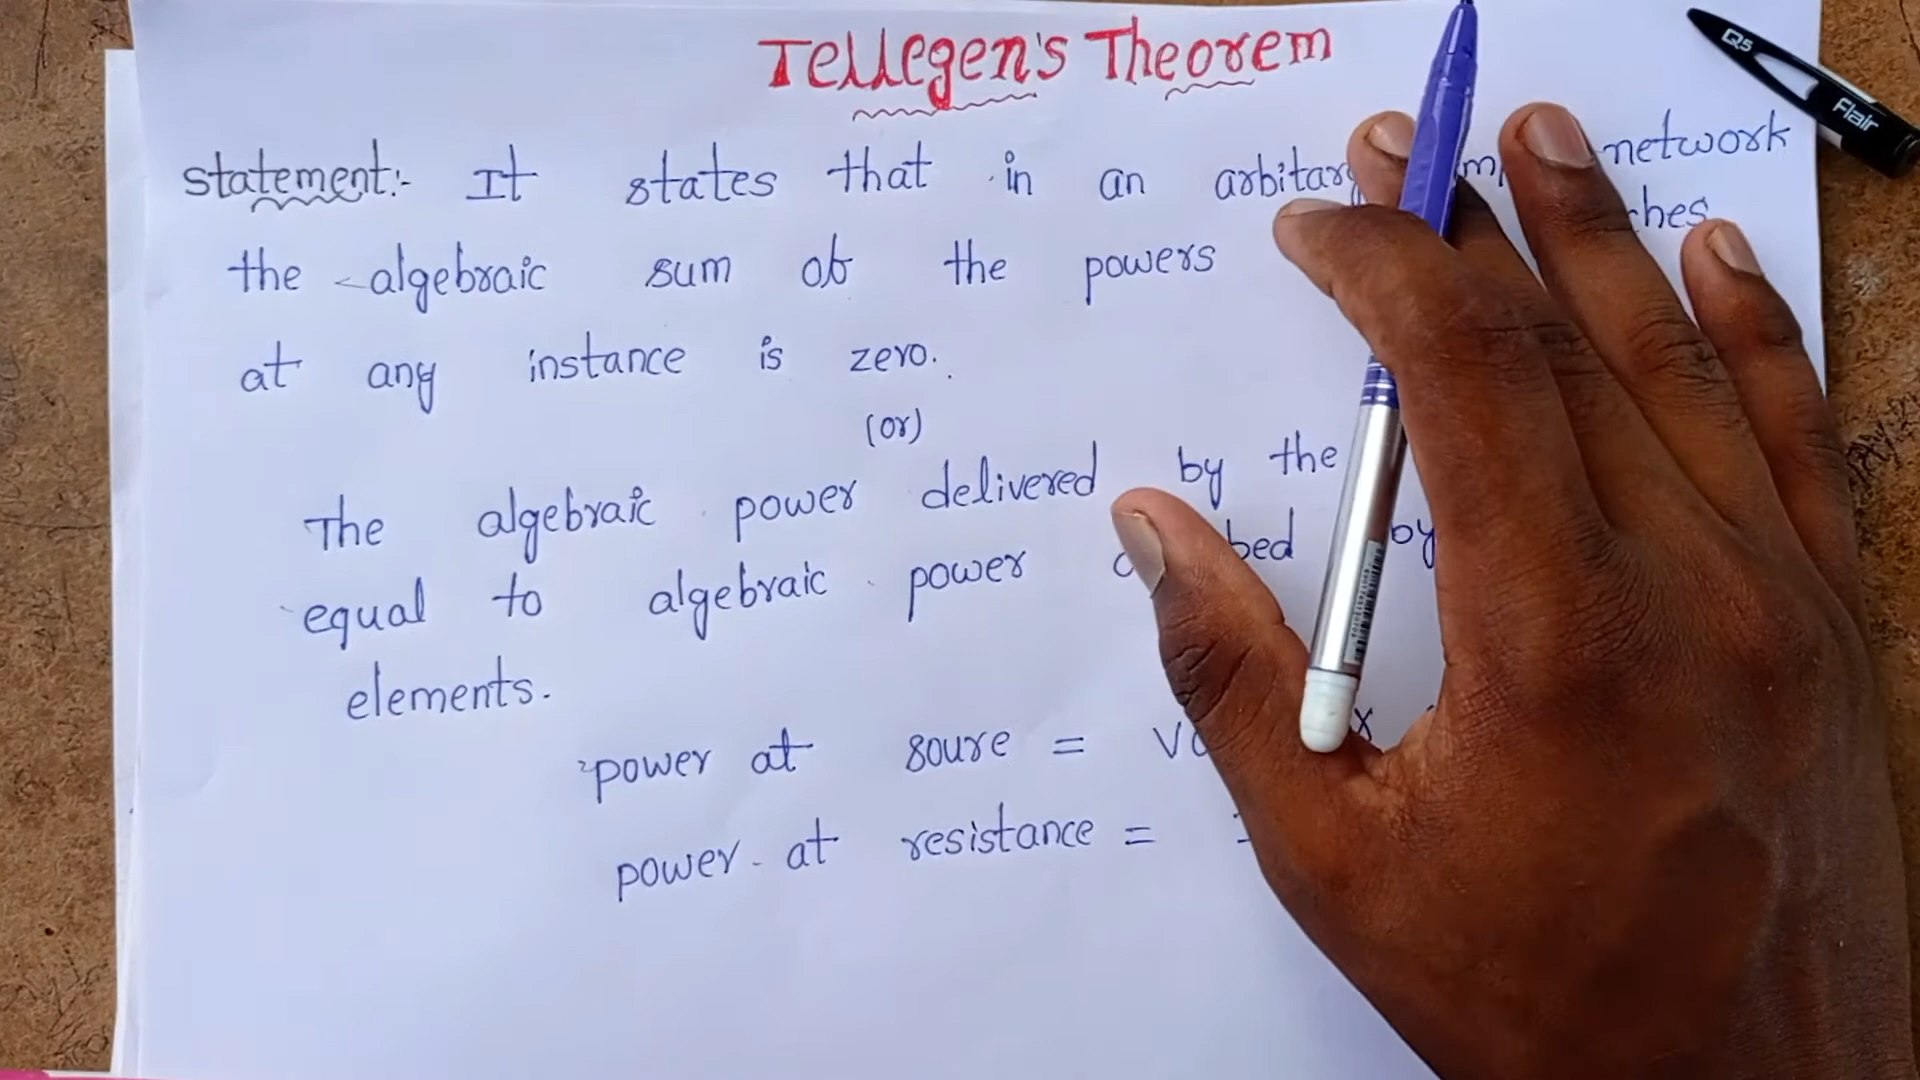 Tellegen's Theorem
Statement:- It states that in an arbitary network
the algebraic sum of the powers
at any instance is zero.
(or)
The algebraic power delivered by the
equal to algebraic power by
elements.
power at soure = x
power at resistance =
Q5
Flair